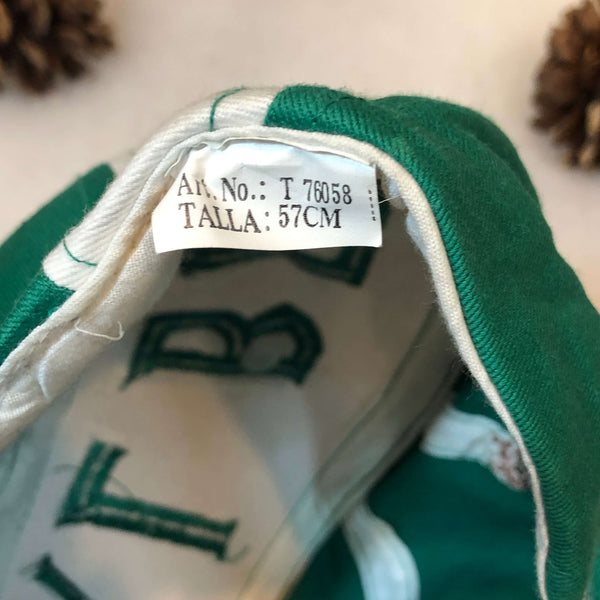 Art. No.: T 76058
TALLA: 57CM